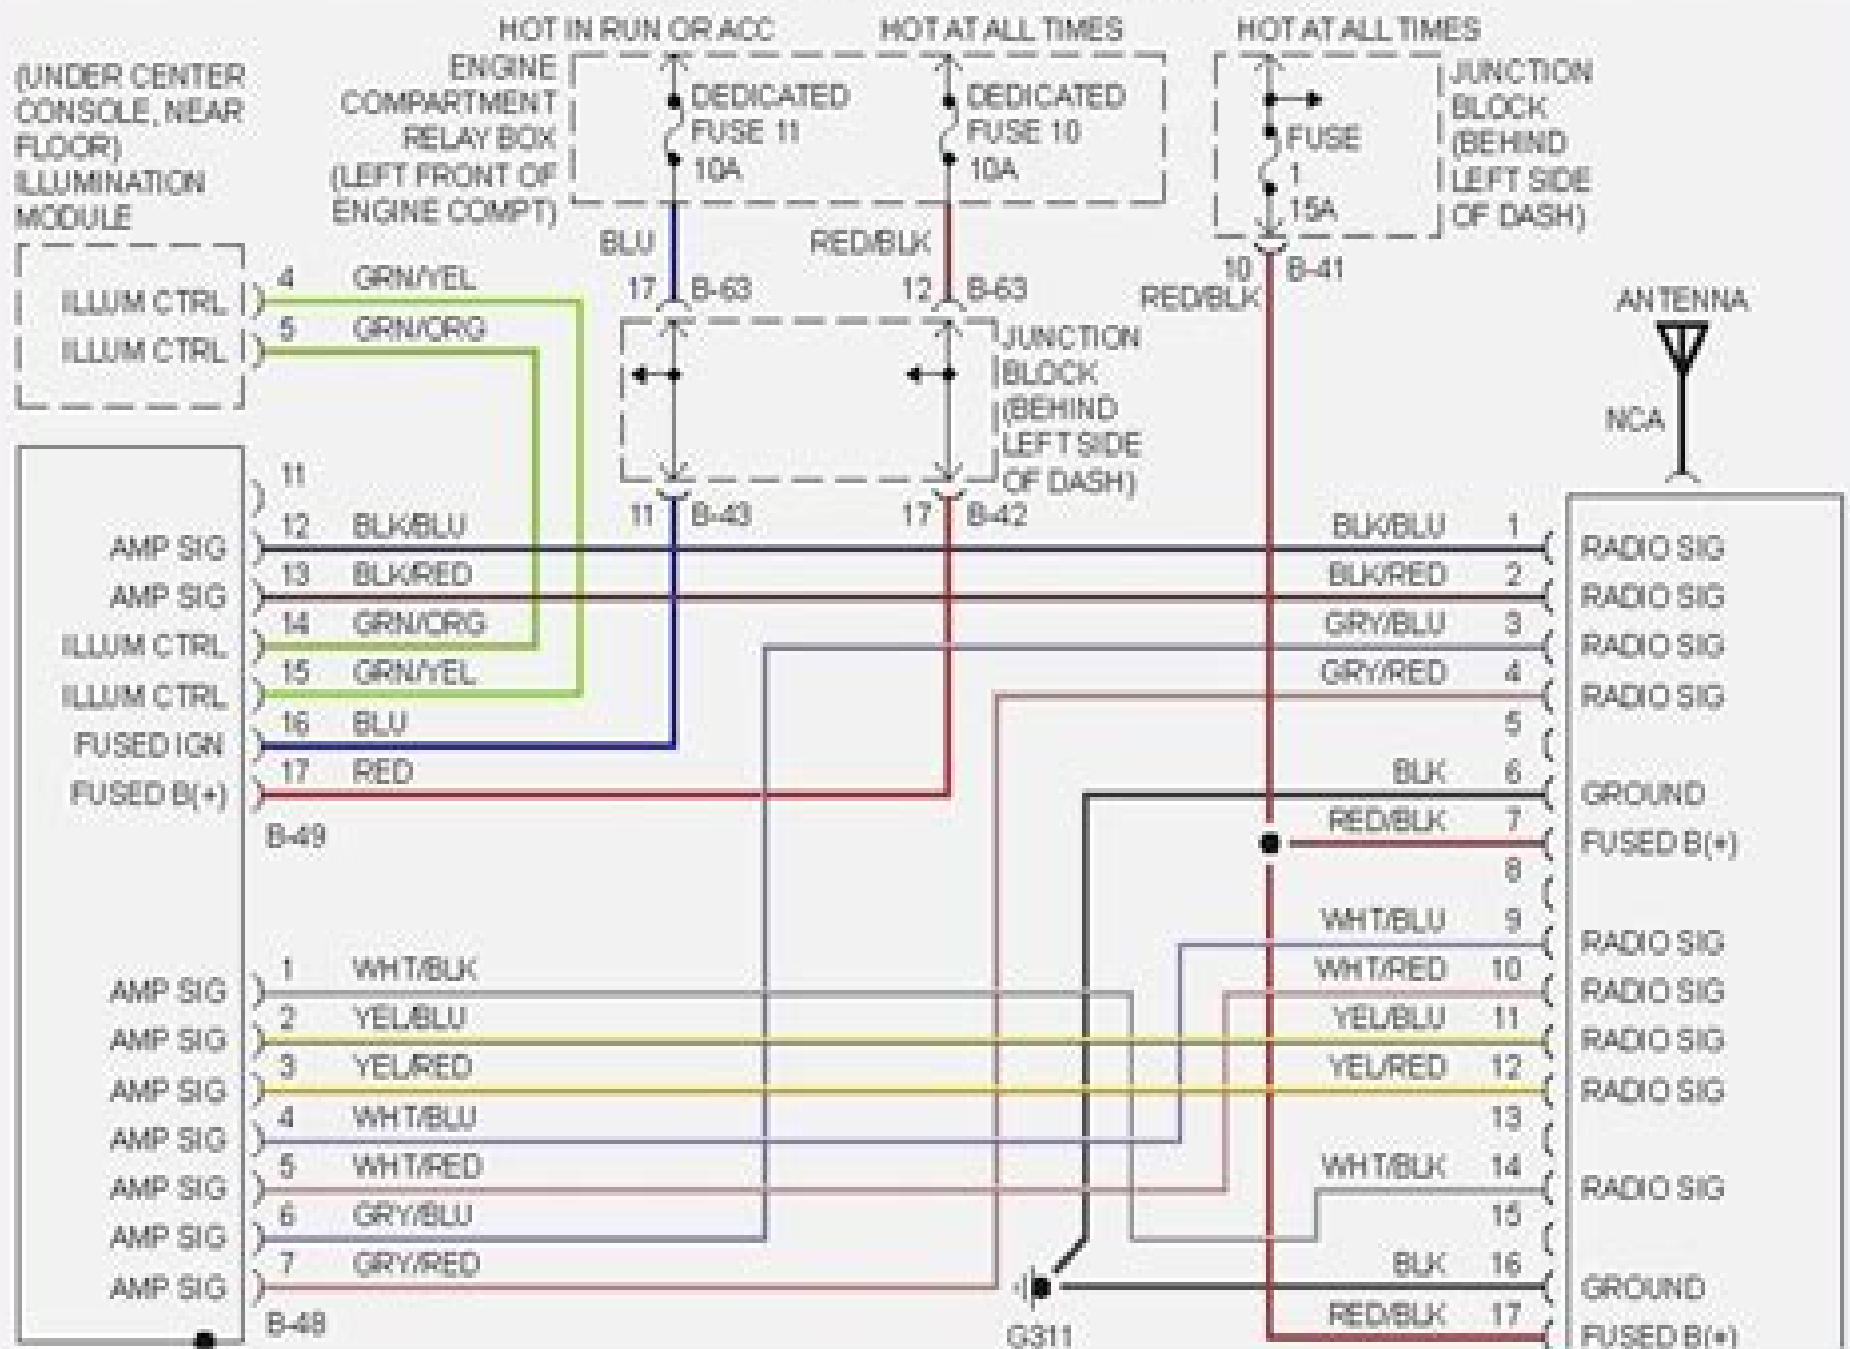 HOT IN RUN OR ACC
HOT AT ALL TIMES
HOT AT ALL TIMES
(UNDER CENTER
CONSOLE, NEAR
FLOOR)
ILLUMINATION
MODULE
ENGINE
COMPARTMENT
RELAY BOX
(LEFT FRONT OF
ENGINE COMPT)
DEDICATED
FUSE 11
10A
DEDICATED
FUSE 10
10A
FUSE
1
15A
JUNCTION
BLOCK
(BEHIND
LEFT SIDE
OF DASH)
BLU
RED/BLK
17 B-63
12 B-63
10 B-41
RED/BLK
ILLUM CTRL 4 GRN/YEL
ILLUM CTRL 5 GRN/ORG
JUNCTION
BLOCK
(BEHIND
LEFT SIDE
OF DASH)
11 B-43
17 B-42
ANTENNA
NCA
11
AMP SIG 12 BLK/BLU
AMP SIG 13 BLK/RED
ILLUM CTRL 14 GRN/ORG
ILLUM CTRL 15 GRN/YEL
FUSED IGN 16 BLU
FUSED B(+) 17 RED
B-49
AMP SIG 1 WHT/BLK
AMP SIG 2 YEL/BLU
AMP SIG 3 YEL/RED
AMP SIG 4 WHT/BLU
AMP SIG 5 WHT/RED
AMP SIG 6 GRY/BLU
AMP SIG 7 GRY/RED
B-48
G311
BLK/BLU 1 RADIO SIG
BLK/RED 2 RADIO SIG
GRY/BLU 3 RADIO SIG
GRY/RED 4 RADIO SIG
5
BLK 6 GROUND
RED/BLK 7 FUSED B(+)
8
WHT/BLU 9 RADIO SIG
WHT/RED 10 RADIO SIG
YEL/BLU 11 RADIO SIG
YEL/RED 12 RADIO SIG
13
WHT/BLK 14 RADIO SIG
15
BLK 16 GROUND
RED/BLK 17 FUSED B(+)